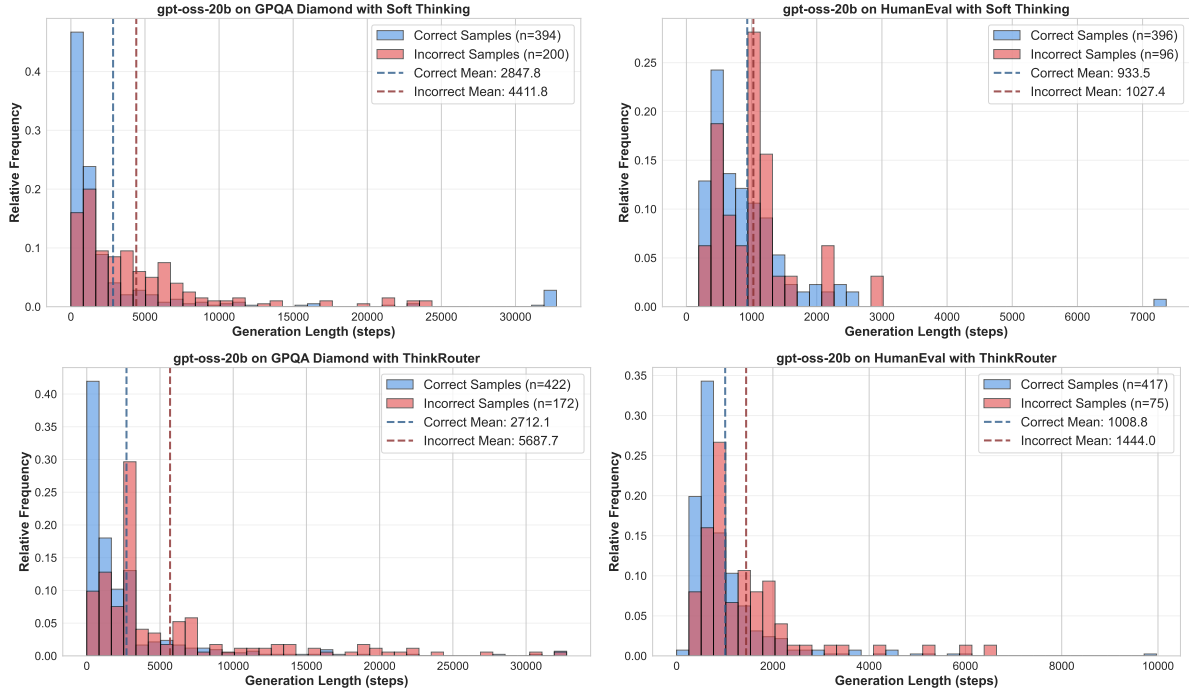 gpt-oss-20b on GPQA Diamond with Soft Thinking
Correct Samples (n=394)
Incorrect Samples (n=200)
Correct Mean: 2847.8
Incorrect Mean: 4411.8
Relative Frequency
0.4
0.3
0.2
0.1
0.0
0
5000
10000
15000
20000
25000
30000
Generation Length (steps)
gpt-oss-20b on HumanEval with Soft Thinking
Correct Samples (n=396)
Incorrect Samples (n=96)
Correct Mean: 933.5
Incorrect Mean: 1027.4
Relative Frequency
0.25
0.20
0.15
0.10
0.05
0.00
0
1000
2000
3000
4000
5000
6000
7000
Generation Length (steps)
gpt-oss-20b on GPQA Diamond with ThinkRouter
Correct Samples (n=422)
Incorrect Samples (n=172)
Correct Mean: 2712.1
Incorrect Mean: 5687.7
Relative Frequency
0.40
0.35
0.30
0.25
0.20
0.15
0.10
0.05
0.00
0
5000
10000
15000
20000
25000
30000
Generation Length (steps)
gpt-oss-20b on HumanEval with ThinkRouter
Correct Samples (n=417)
Incorrect Samples (n=75)
Correct Mean: 1008.8
Incorrect Mean: 1444.0
Relative Frequency
0.35
0.30
0.25
0.20
0.15
0.10
0.05
0.00
0
2000
4000
6000
8000
10000
Generation Length (steps)